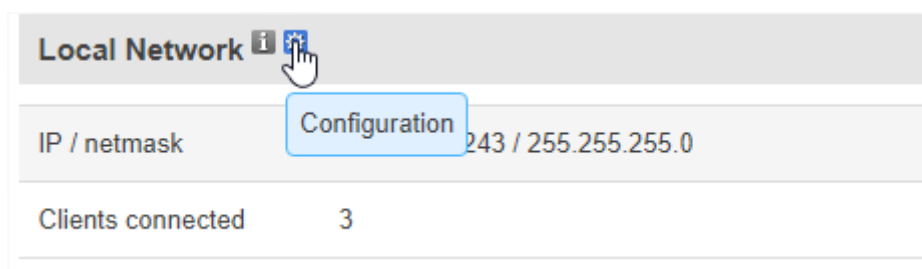 Local Network
Configuration
IP / netmask 243 / 255.255.255.0
Clients connected 3